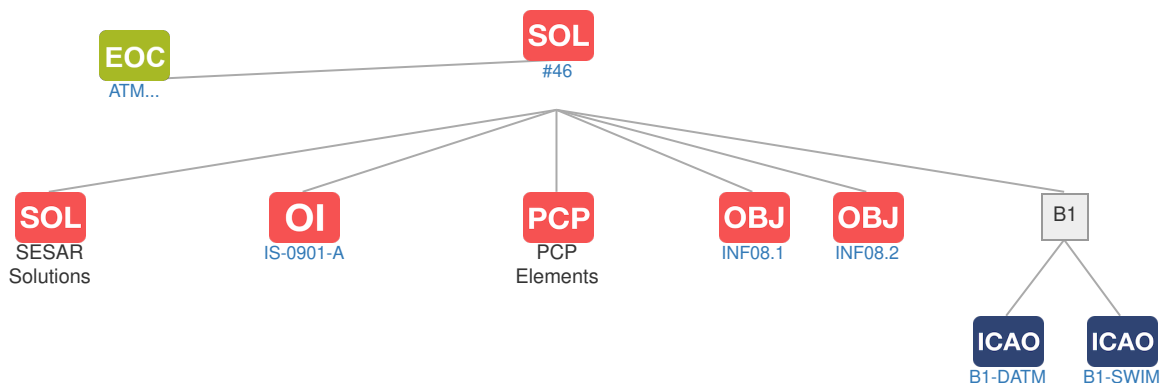 SOL
#46
EOC
ATM...
SOL
SESAR
Solutions
OI
IS-0901-A
PCP
PCP
Elements
OBJ
INF08.1
OBJ
INF08.2
B1
ICAO
B1-DATM
ICAO
B1-SWIM